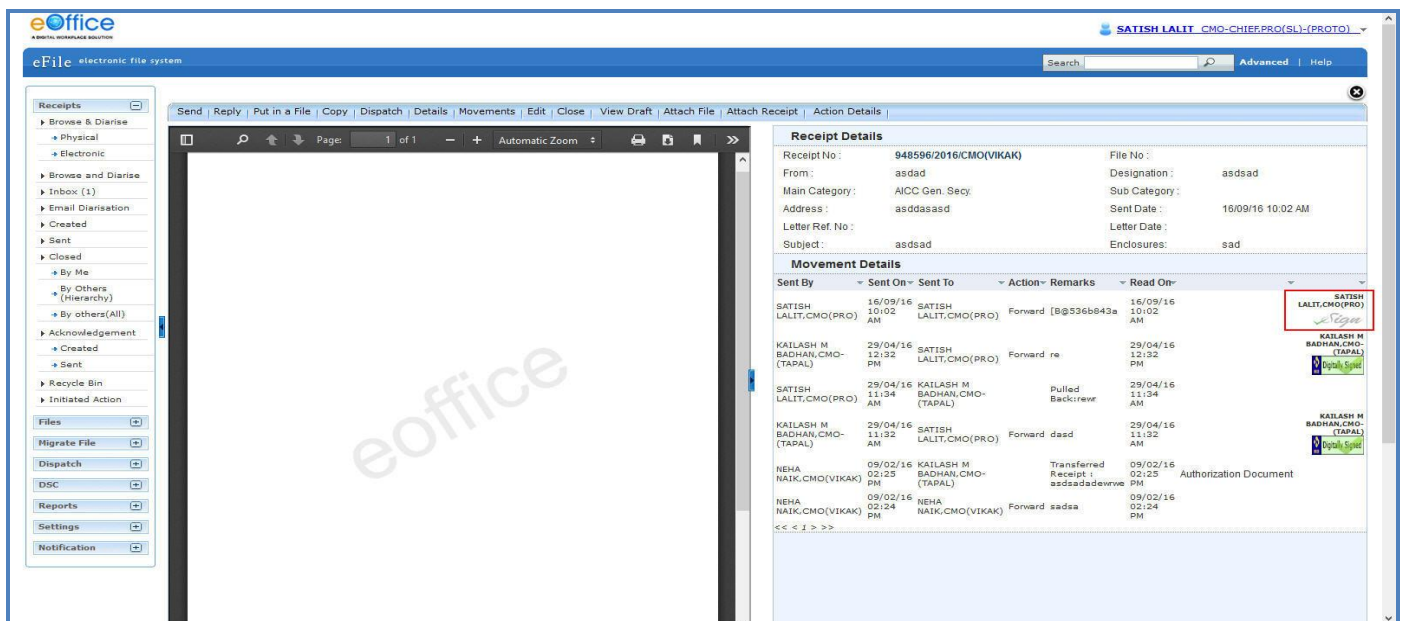 eOffice
A DIGITAL WORKPLACE SOLUTION
SATISH LALIT CMO-CHIEF.PRO(SL)-(PROTO)
eFile electronic file system
Search
Advanced | Help
Receipts
Browse & Diarise
Physical
Electronic
Browse and Diarise
Inbox (1)
Email Diarisation
Created
Sent
Closed
By Me
By Others
(Hierarchy)
By others(All)
Acknowledgement
Created
Sent
Recycle Bin
Initiated Action
Files
Migrate File
Dispatch
DSC
Reports
Settings
Notification
Send | Reply | Put in a File | Copy | Dispatch | Details | Movements | Edit | Close | View Draft | Attach File | Attach Receipt | Action Details |
Page: 1 of 1 Automatic Zoom
eoffice
Receipt Details
Receipt No : 948596/2016/CMO(VIKAK) File No :
From : asdad Designation : asdsad
Main Category : AICC Gen. Secy. Sub Category :
Address : asddasasd Sent Date : 16/09/16 10:02 AM
Letter Ref. No : Letter Date :
Subject : asdsad Enclosures: sad
Movement Details
Sent By Sent On Sent To Action Remarks Read On
SATISH LALIT,CMO(PRO) 16/09/16 10:02 AM SATISH LALIT,CMO(PRO) Forward [B@536b843a 16/09/16 10:02 AM SATISH LALIT,CMO(PRO) eSign
KAILASH M BADHAN,CMO-(TAPAL) 29/04/16 12:32 PM SATISH LALIT,CMO(PRO) Forward re 29/04/16 12:32 PM KAILASH M BADHAN,CMO-(TAPAL) Digitally Signed
SATISH LALIT,CMO(PRO) 29/04/16 11:34 AM KAILASH M BADHAN,CMO-(TAPAL) Pulled Back:rewr 29/04/16 11:34 AM
KAILASH M BADHAN,CMO-(TAPAL) 29/04/16 11:32 AM SATISH LALIT,CMO(PRO) Forward dasd 29/04/16 11:32 AM KAILASH M BADHAN,CMO-(TAPAL) Digitally Signed
NEHA NAIK,CMO(VIKAK) 09/02/16 02:25 PM KAILASH M BADHAN,CMO-(TAPAL) Transferred Receipt : asdsadadewrwe 09/02/16 02:25 PM Authorization Document
NEHA NAIK,CMO(VIKAK) 09/02/16 02:24 PM NEHA NAIK,CMO(VIKAK) Forward sadsa 09/02/16 02:24 PM
<< < 1 > >>